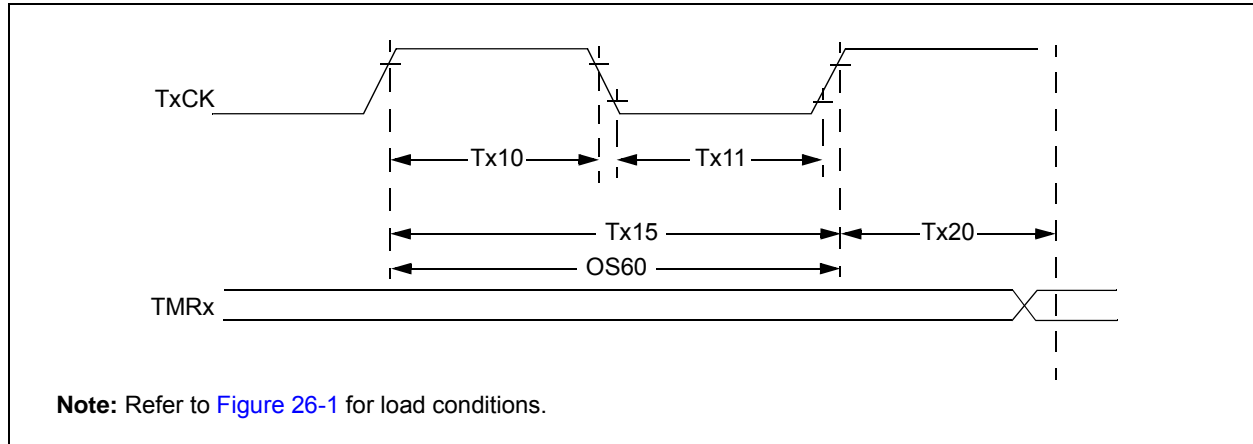 TxCK
Tx10
Tx11
Tx15
Tx20
OS60
TMRx
Note: Refer to Figure 26-1 for load conditions.